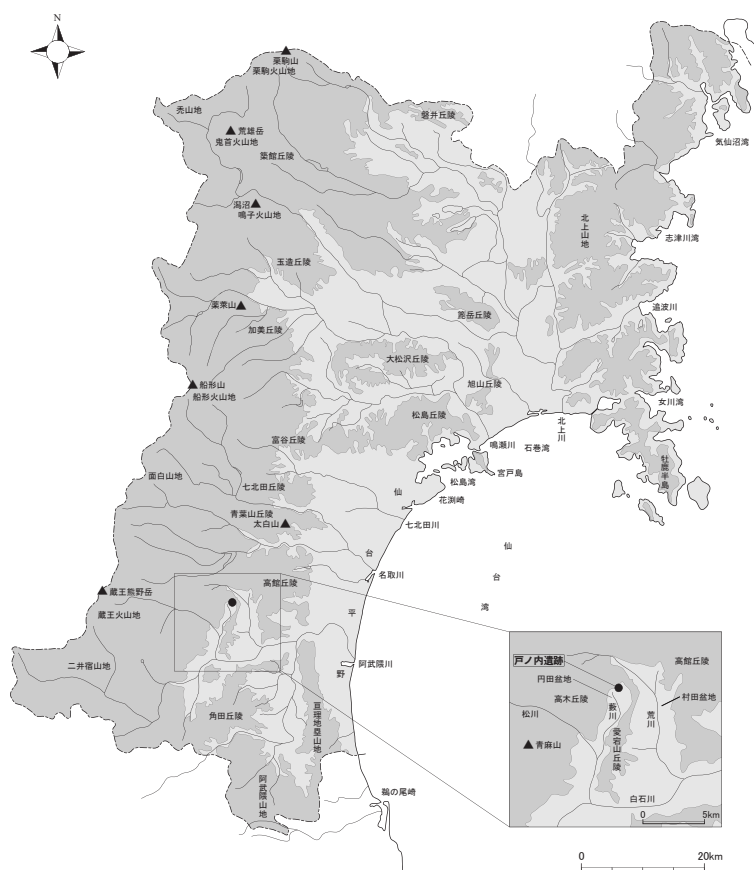 N
栗駒山
栗駒火山地
禿山地
荒雄岳
鬼首火山地
築館丘陵
磐井丘陵
気仙沼湾
潟沼
鳴子火山地
北上山地
志津川湾
玉造丘陵
薬萊山
加美丘陵
箆岳丘陵
追波川
大松沢丘陵
旭山丘陵
船形山
船形火山地
松島丘陵
女川湾
富谷丘陵
鳴瀬川
石巻湾
北上川
牡鹿半島
面白山地
七北田丘陵
松島湾
宮戸島
花渕崎
青葉山丘陵
太白山
七北田川
仙台平野
仙台湾
名取川
高館丘陵
蔵王熊野岳
蔵王火山地
二井宿山地
阿武隈川
角田丘陵
亘理地塁山地
阿武隈山地
鵜の尾崎
戸ノ内遺跡
高館丘陵
円田盆地
高木丘陵
村田盆地
松川
藪川
荒川
青麻山
愛宕山丘陵
白石川
0 5km
0 20km